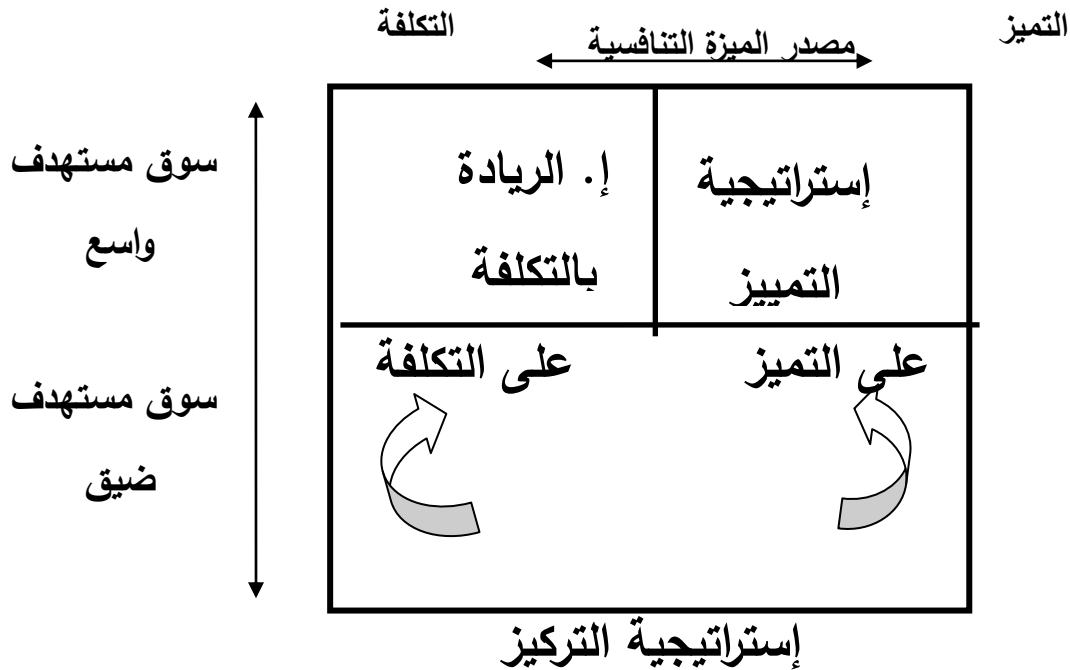 التميز
مصدر الميزة التنافسية
التكلفة
سوق مستهدف
واسع
إستراتيجية
التمييز
إ. الريادة
بالتكلفة
سوق مستهدف
ضيق
على التميز
على التكلفة
إستراتيجية التركيز